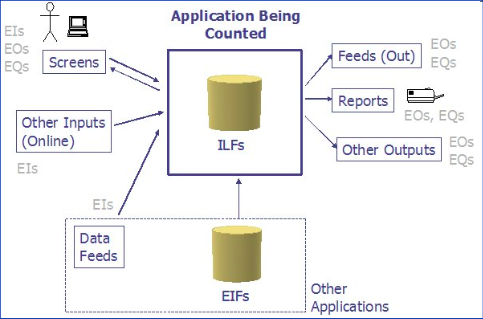 Application Being
Counted
EIs
EOs
EQs
Screens
Other Inputs
(Online)
EIs
EIs
Data
Feeds
ILFs
EIFs
Feeds (Out)
EOs
EQs
Reports
EOs, EQs
Other Outputs
EOs
EQs
Other
Applications